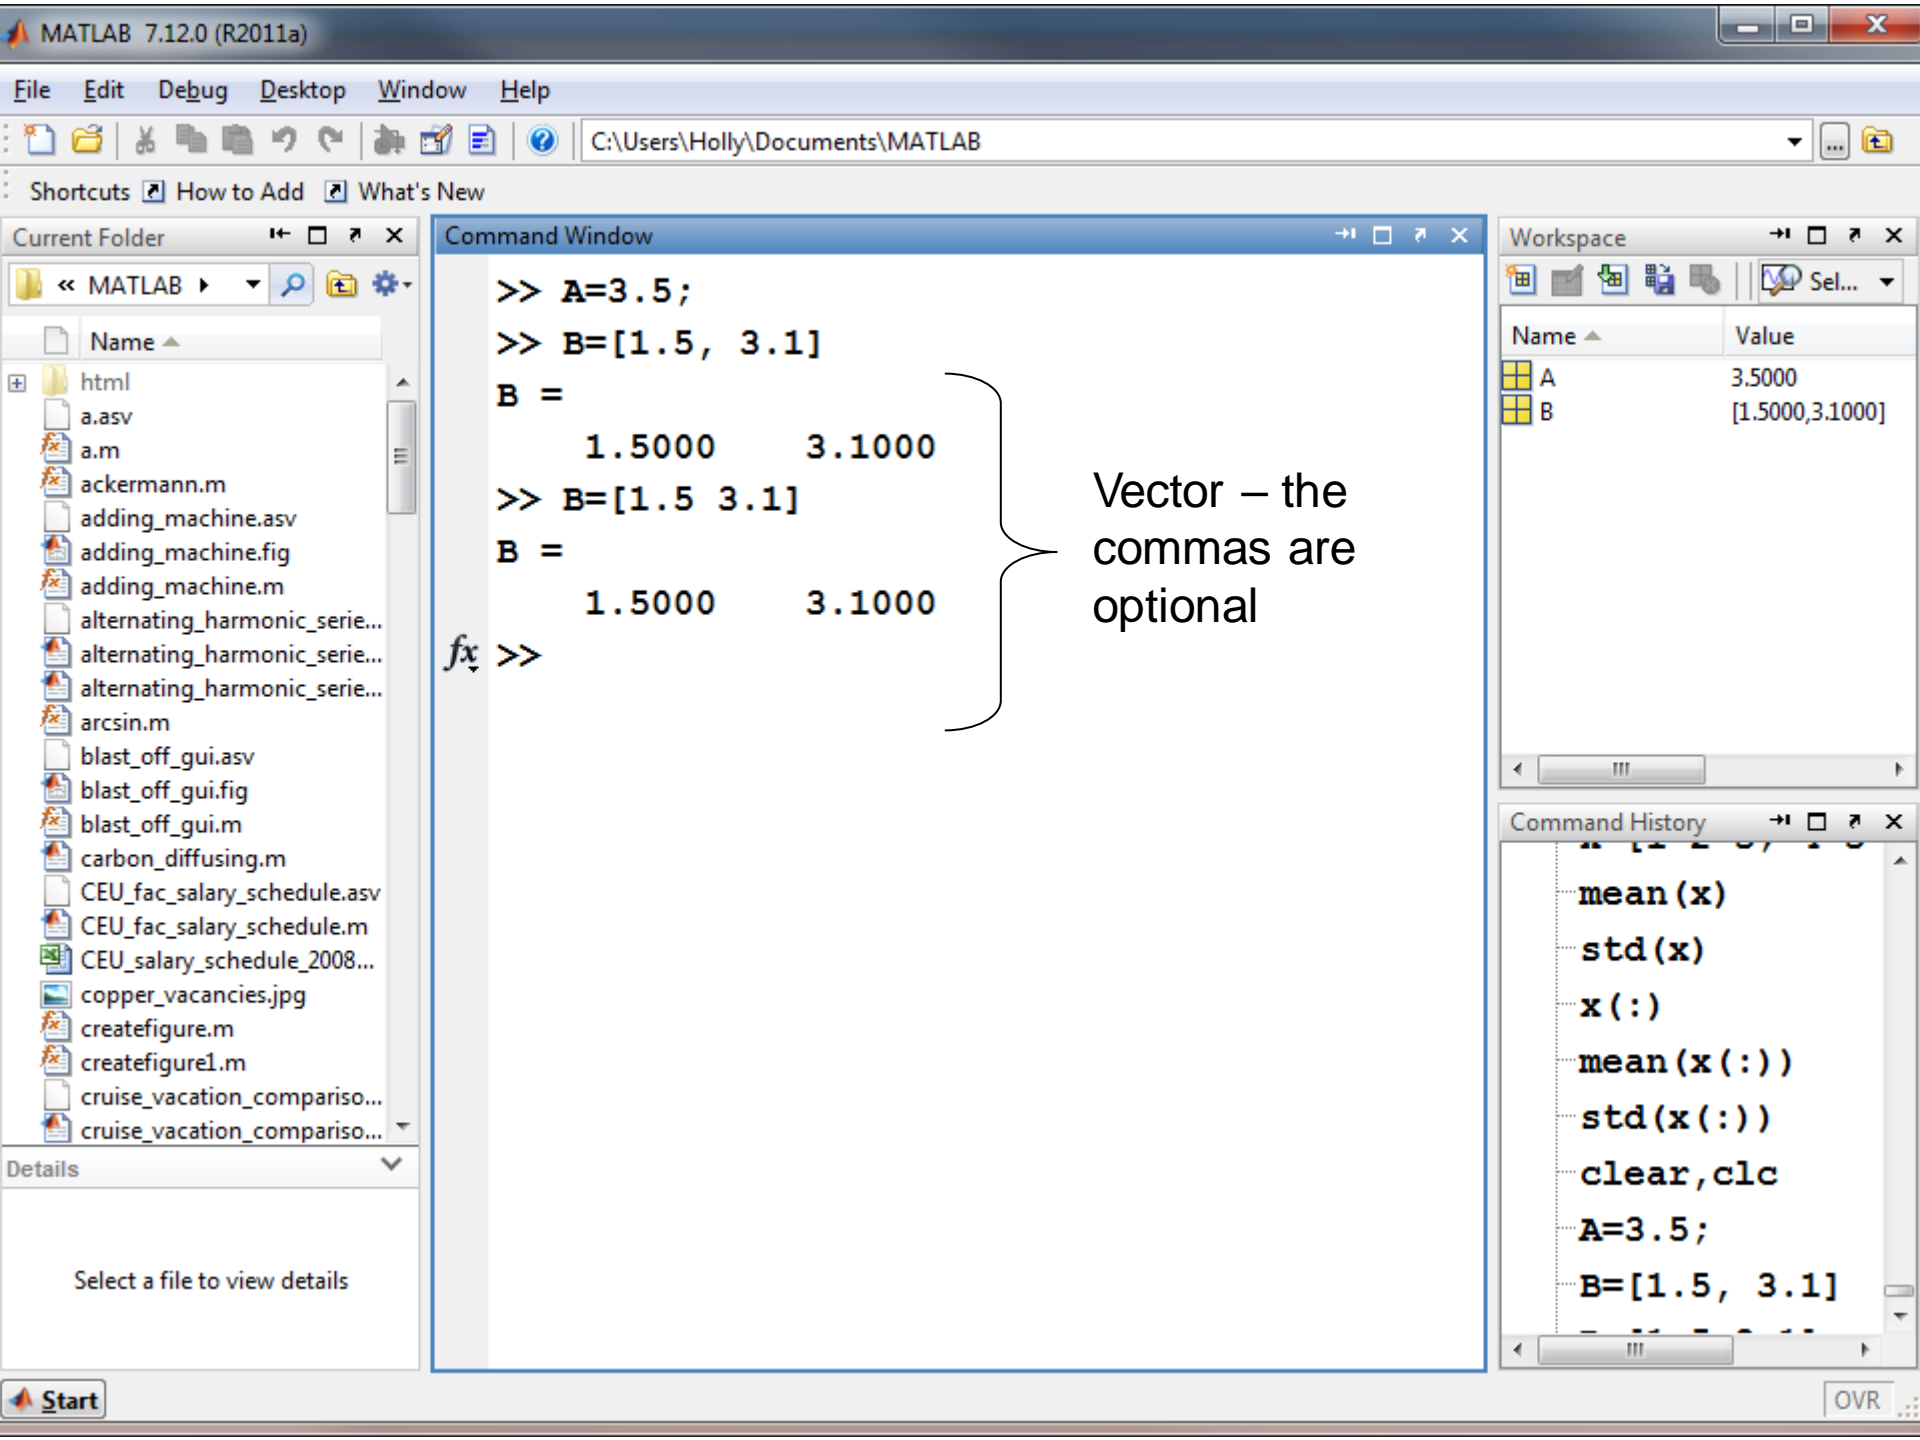 MATLAB 7.12.0 (R2011a)
File Edit Debug Desktop Window Help
C:\Users\Holly\Documents\MATLAB
Shortcuts How to Add What's New
Current Folder
« MATLAB
Name
html
a.asv
a.m
ackermann.m
adding_machine.asv
adding_machine.fig
adding_machine.m
alternating_harmonic_serie...
alternating_harmonic_serie...
alternating_harmonic_serie...
arcsin.m
blast_off_gui.asv
blast_off_gui.fig
blast_off_gui.m
carbon_diffusing.m
CEU_fac_salary_schedule.asv
CEU_fac_salary_schedule.m
CEU_salary_schedule_2008...
copper_vacancies.jpg
createfigure.m
createfigure1.m
cruise_vacation_compariso...
cruise_vacation_compariso...
Details
Select a file to view details
Command Window
>> A=3.5;
>> B=[1.5, 3.1]
B =
1.5000 3.1000
>> B=[1.5 3.1]
B =
1.5000 3.1000
fx >>
Vector – the
commas are
optional
Workspace
Sel...
Name Value
A 3.5000
B [1.5000,3.1000]
Command History
mean(x)
std(x)
x(:)
mean(x(:))
std(x(:))
clear,clc
A=3.5;
B=[1.5, 3.1]
Start
OVR